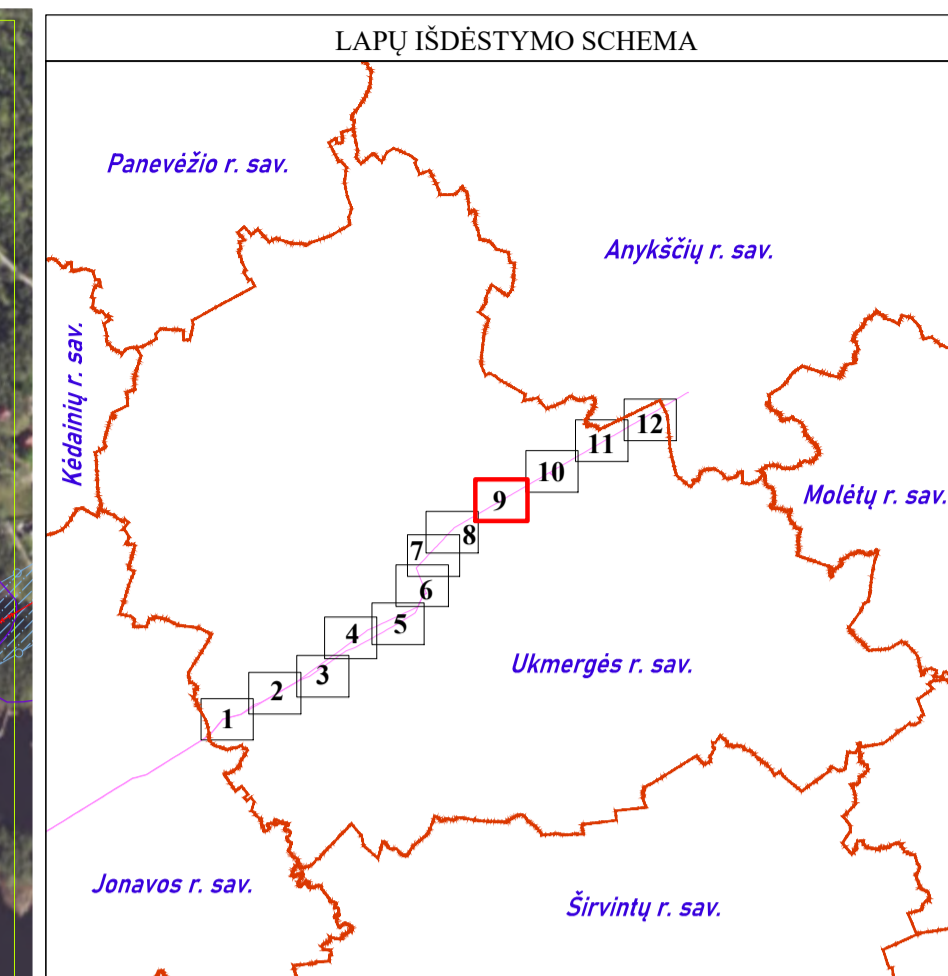 LAPŲ IŠDĖSTYMO SCHEMA
Panevėžio r. sav.
Anykščių r. sav.
Kėdainių r. sav.
12
11
10
Molėtų r. sav.
9
8
7
6
5
4
Ukmergės r. sav.
3
2
1
Jonavos r. sav.
Širvintų r. sav.